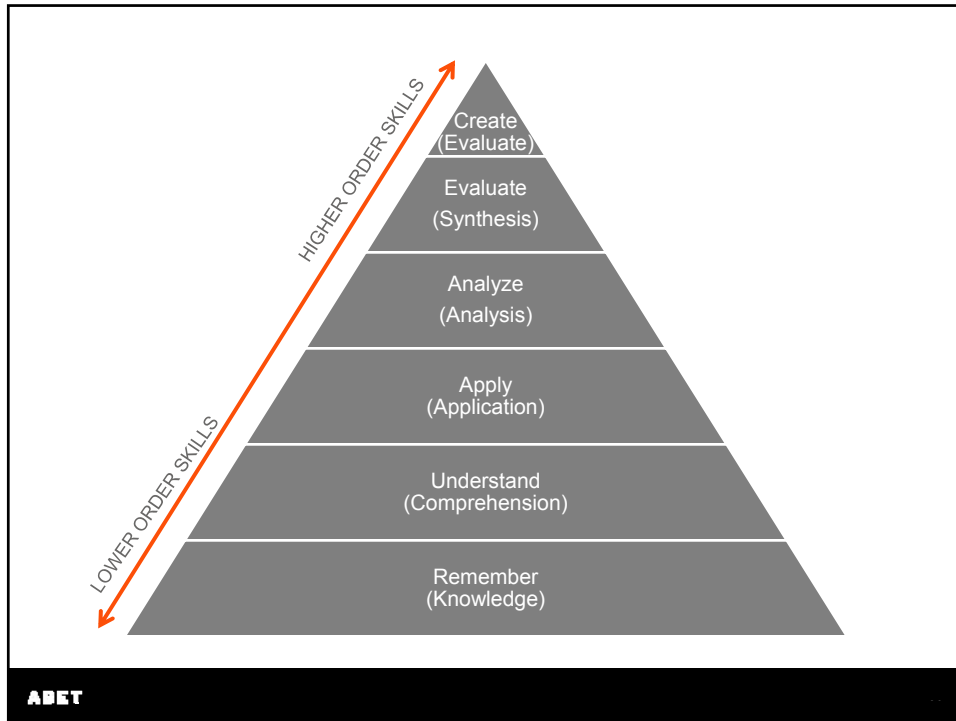 HIGHER ORDER SKILLS
LOWER ORDER SKILLS
Create
(Evaluate)
Evaluate
(Synthesis)
Analyze
(Analysis)
Apply
(Application)
Understand
(Comprehension)
Remember
(Knowledge)
ABET